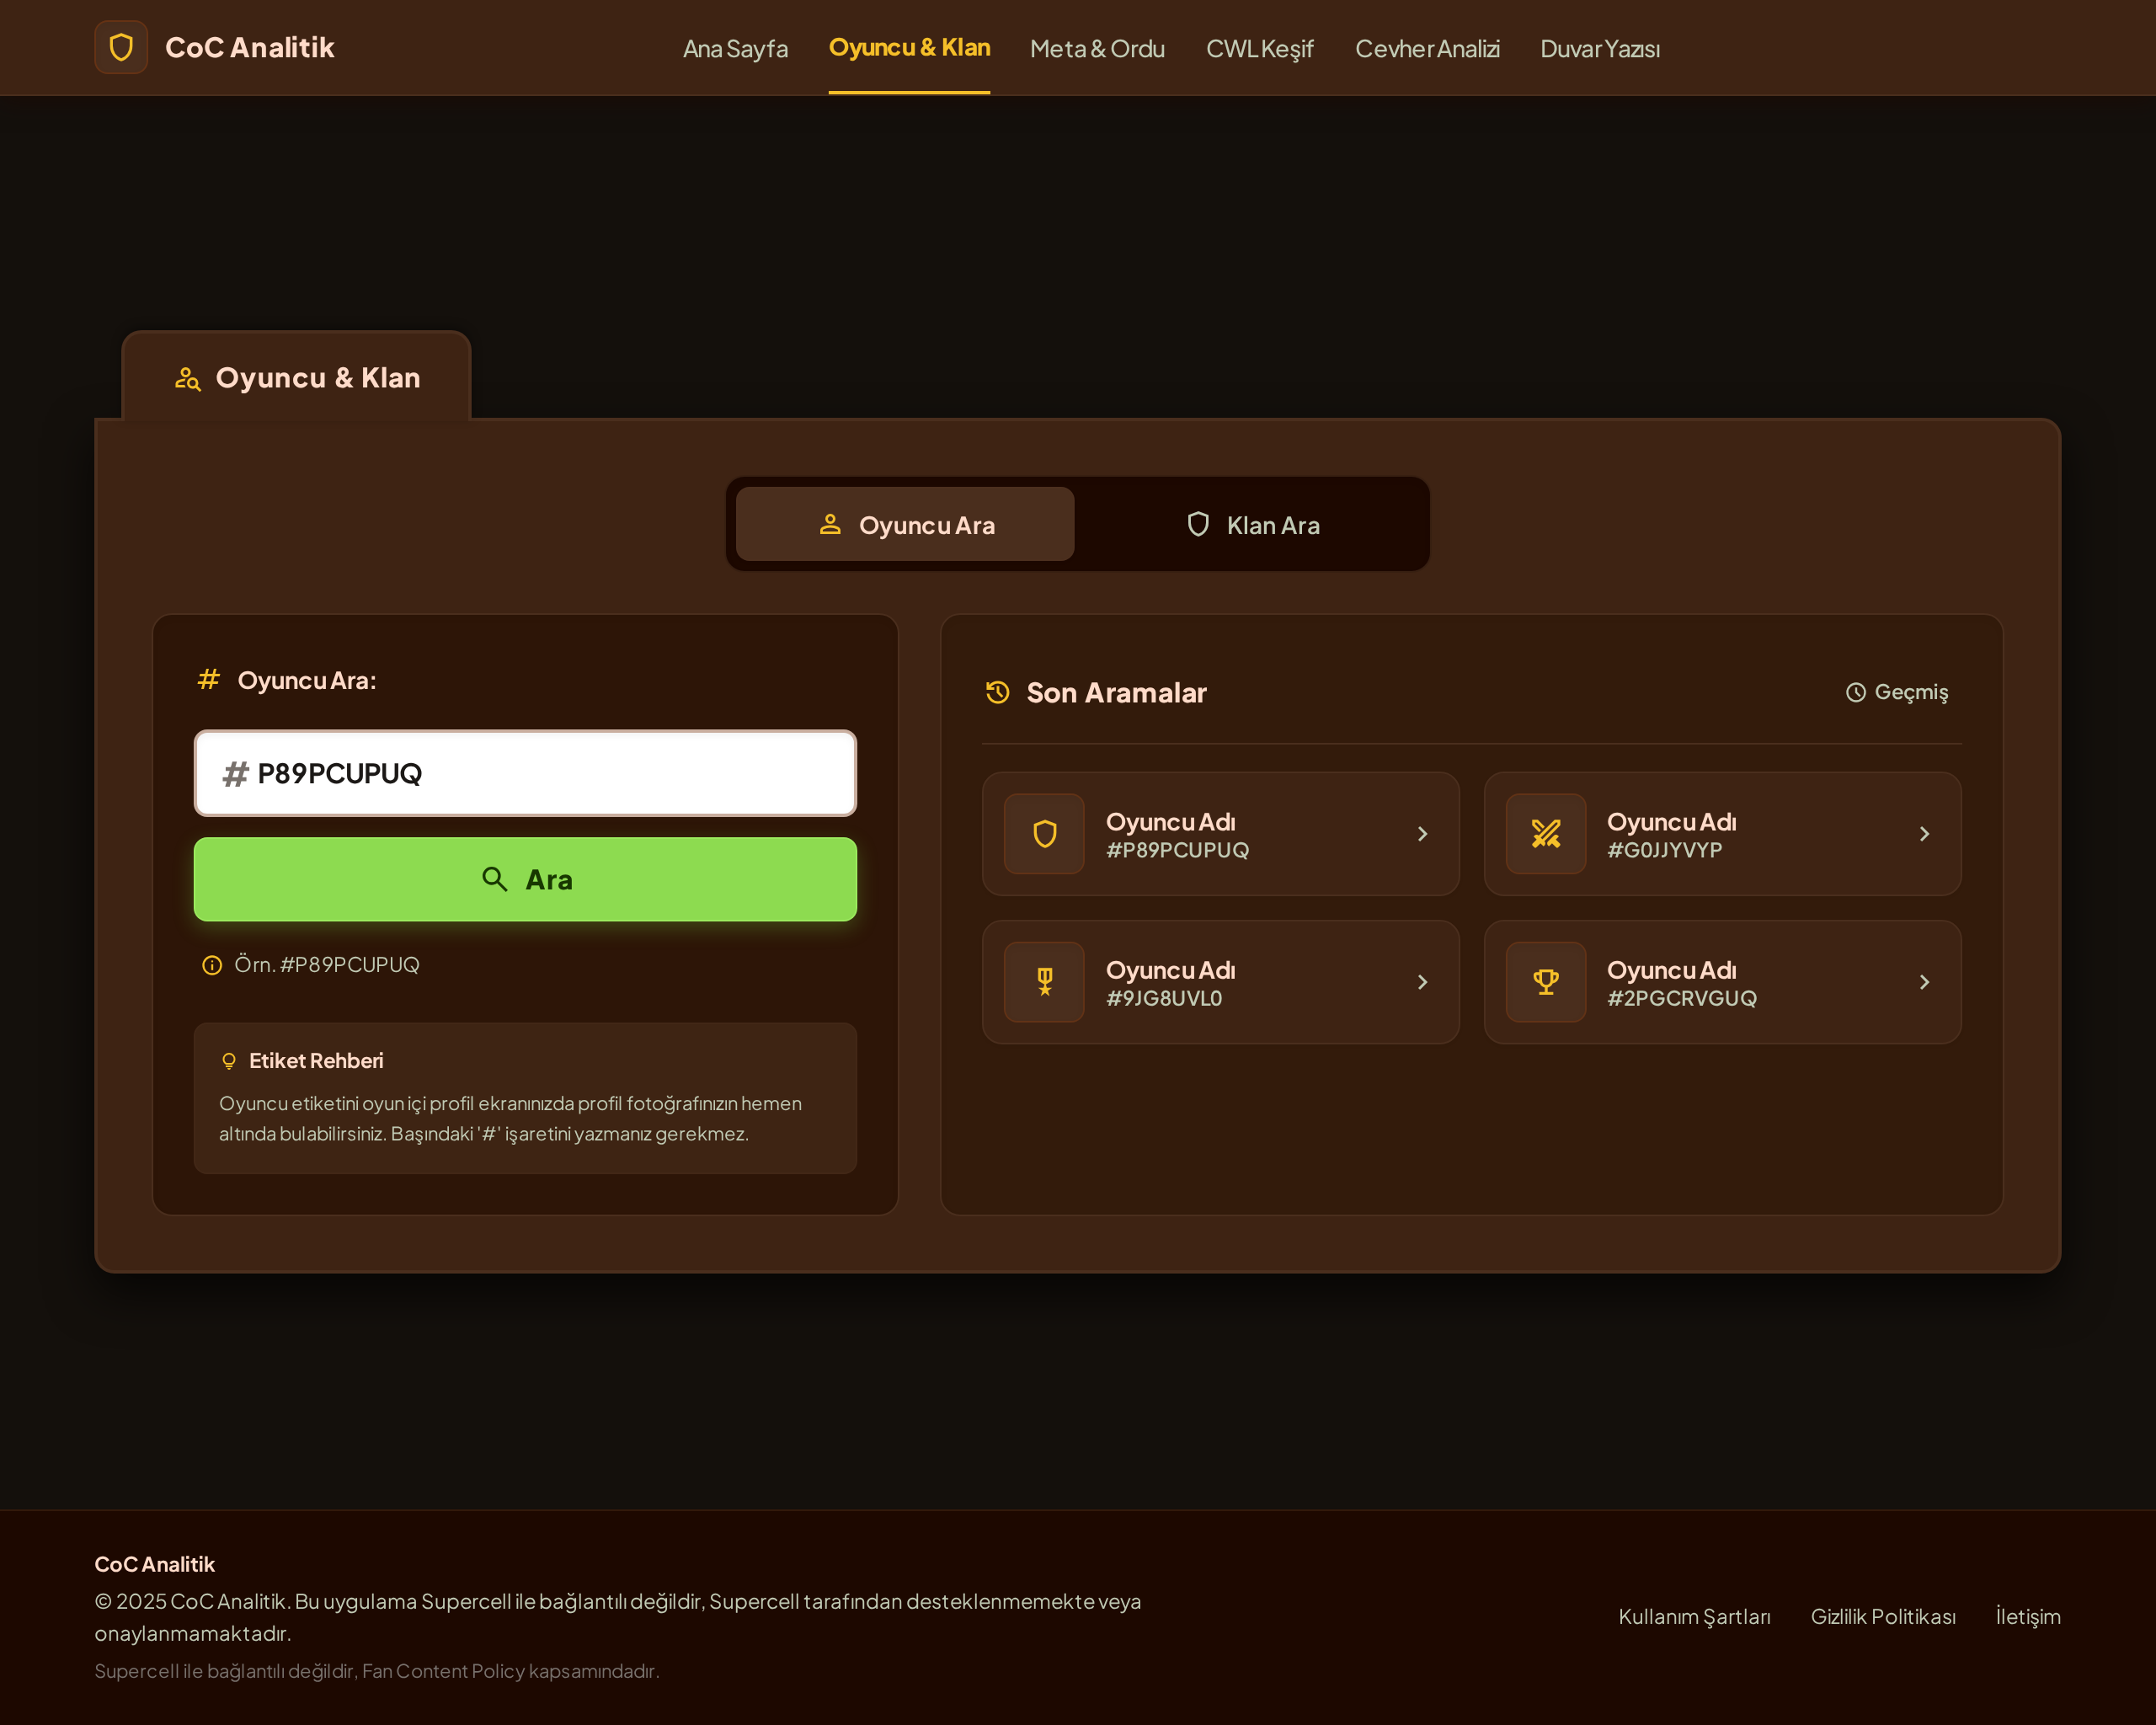 CoC Analitik
Ana Sayfa
Oyuncu & Klan
Meta & Ordu
CWL Keşif
Cevher Analizi
Duvar Yazısı
Oyuncu & Klan
Oyuncu Ara
Klan Ara
# Oyuncu Ara:
# P89PCUPUQ
Ara
Örn. #P89PCUPUQ
Etiket Rehberi
Oyuncu etiketini oyun içi profil ekranınızda profil fotoğrafınızın hemen
altında bulabilirsiniz. Başındaki '#' işaretini yazmanız gerekmez.
Son Aramalar
Geçmiş
Oyuncu Adı
#P89PCUPUQ
Oyuncu Adı
#G0JJYVYP
Oyuncu Adı
#9JG8UVL0
Oyuncu Adı
#2PGCRVGUQ
CoC Analitik
© 2025 CoC Analitik. Bu uygulama Supercell ile bağlantılı değildir, Supercell tarafından desteklenmemekte veya
onaylanmamaktadır.
Supercell ile bağlantılı değildir, Fan Content Policy kapsamındadır.
Kullanım Şartları
Gizlilik Politikası
İletişim